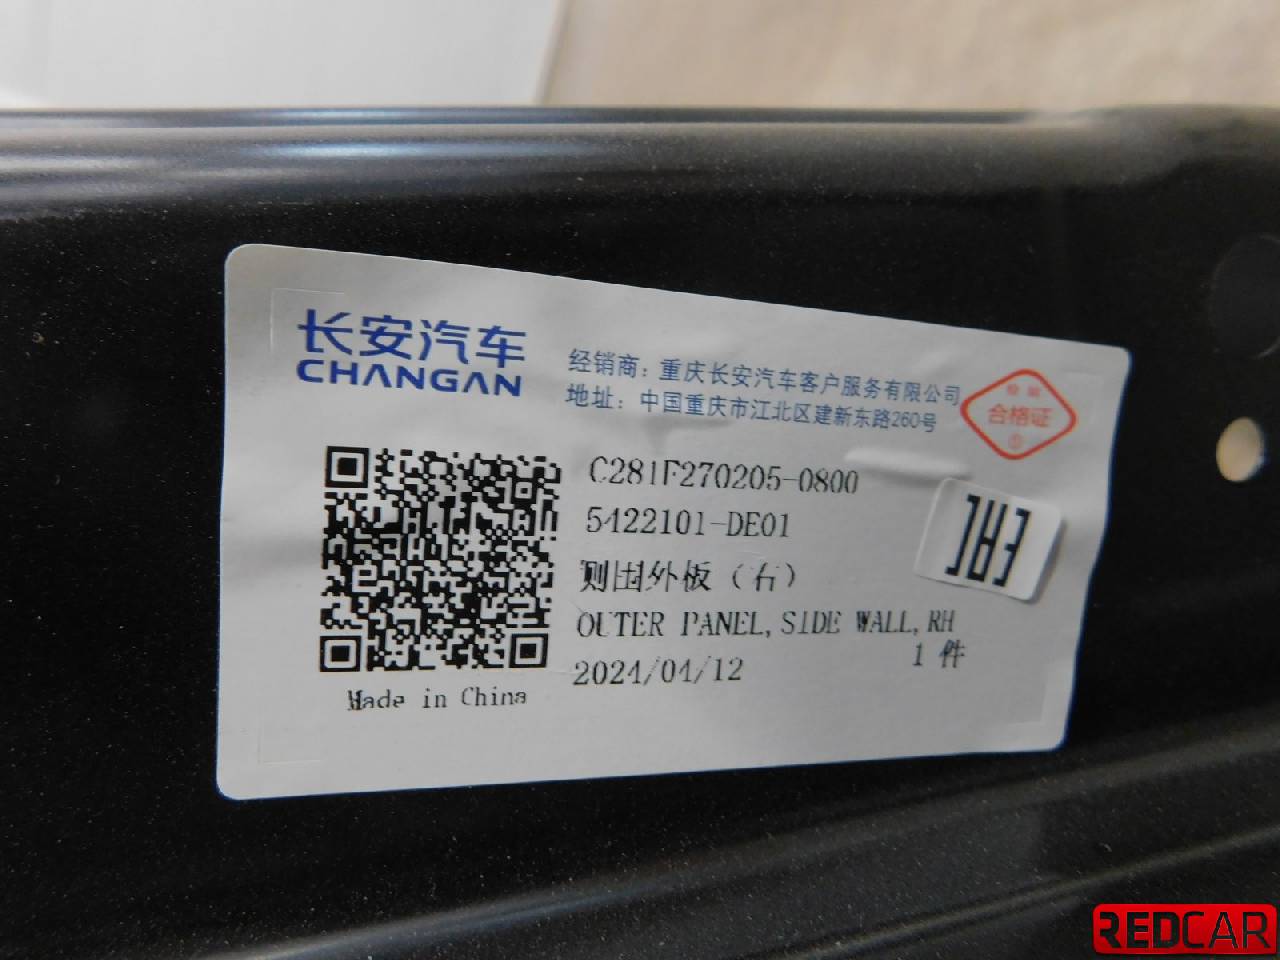 长安汽车
CHANGAN
经销商：重庆长安汽车客户服务有限公司
地址：中国重庆市江北区建新东路260号
合格证
C281F270205-0800
5422101-DE01
侧围外板（右）
OUTER PANEL, SIDE WALL, RH
1 件
2024/04/12
Made in China
REDCAR